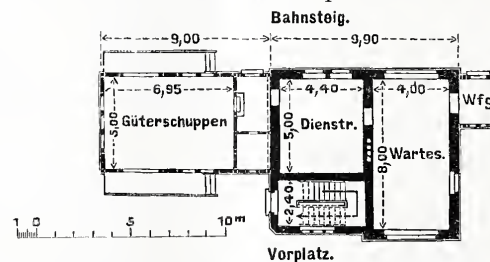 Bahnsteig.
9,00 9,90
6,95 4,40 4,00 Wfg
5,00 Güterschuppen 5,00 Dienstr. 8,00 Wartes.
2,40
1 0 5 10 m
Vorplatz.